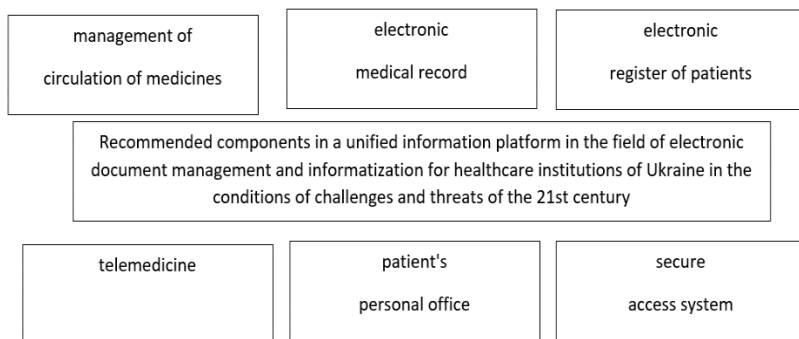 management of
circulation of medicines
electronic
medical record
electronic
register of patients
Recommended components in a unified information platform in the field of electronic
document management and informatization for healthcare institutions of Ukraine in the
conditions of challenges and threats of the 21st century
telemedicine
patient's
personal office
secure
access system